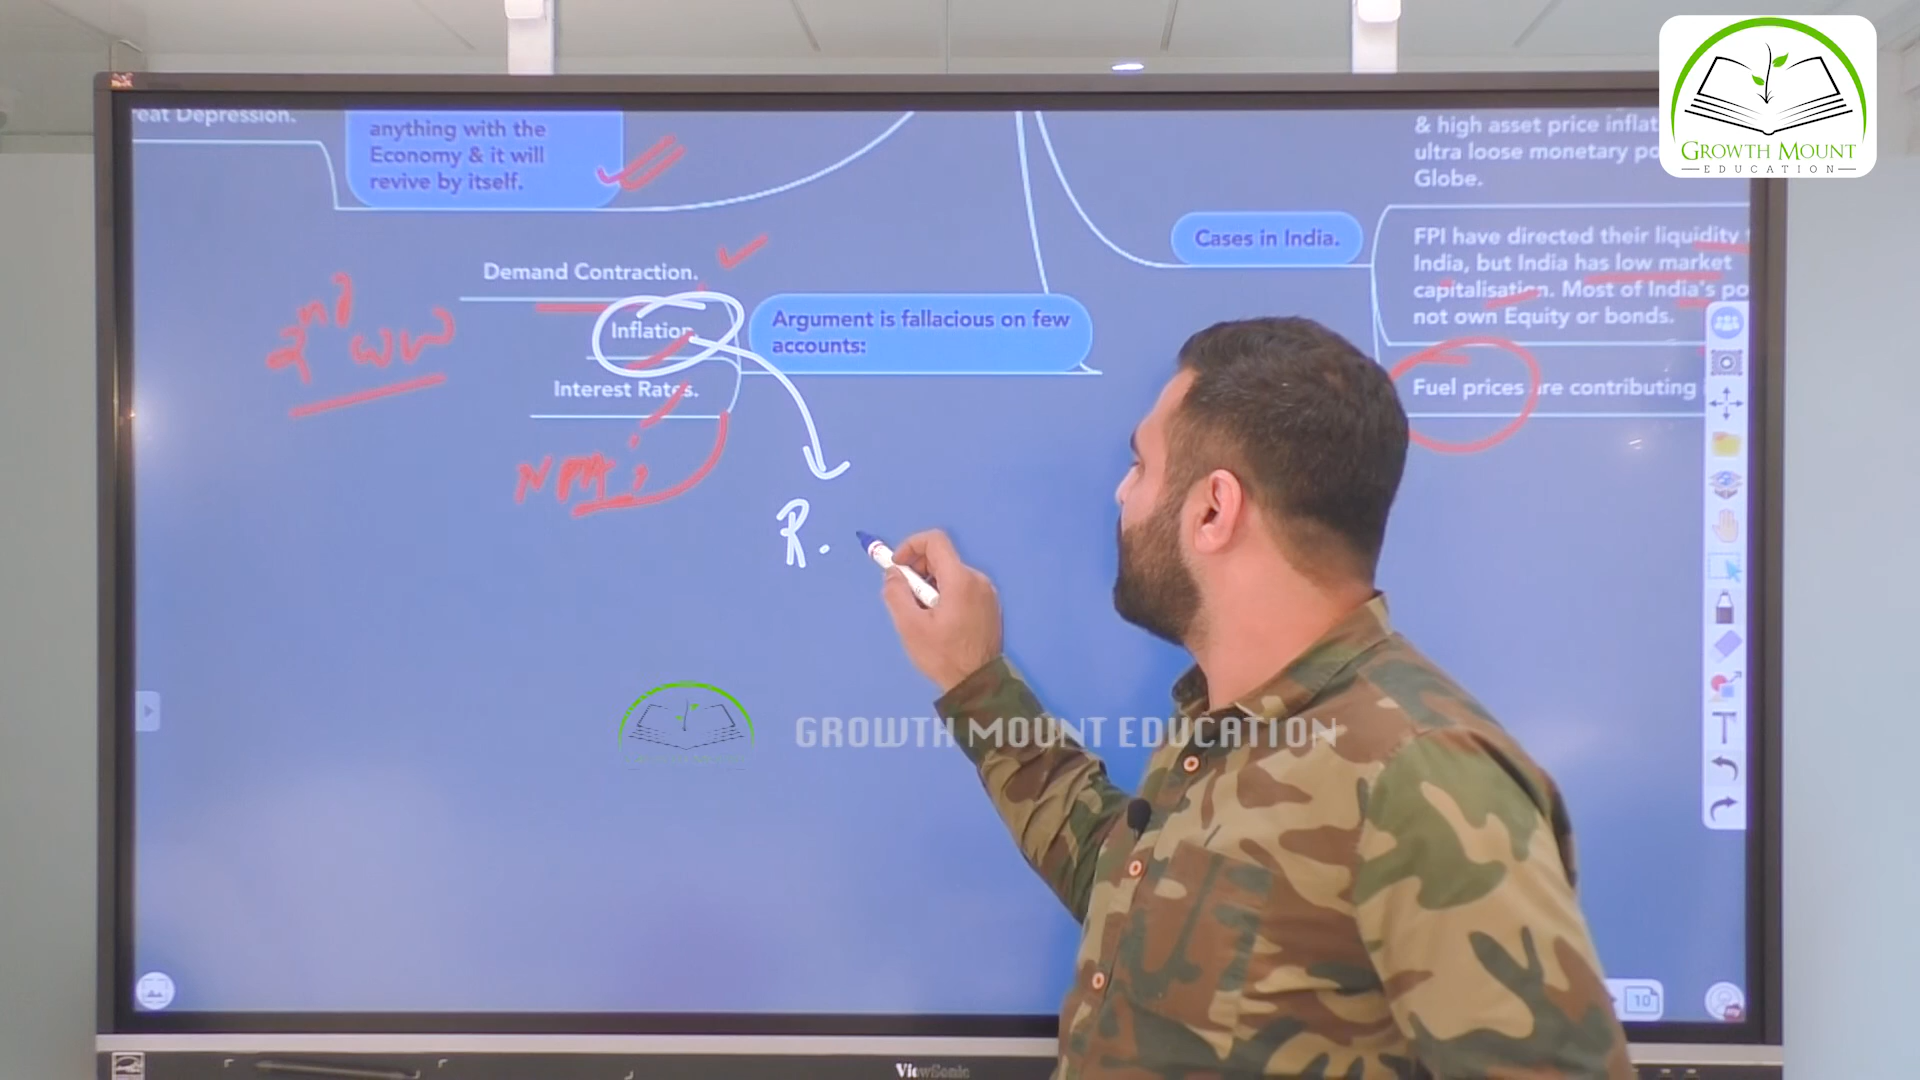 eat Depression.
anything with the
Economy & it will
revive by itself.
Demand Contraction.
Inflation
Interest Rates.
2nd WW
NPA
R.
Argument is fallacious on few
accounts:
Cases in India.
& high asset price inflat
ultra loose monetary po
Globe.
FPI have directed their liquidity
India, but India has low market
capitalisation. Most of India's po
not own Equity or bonds.
Fuel prices are contributing
GROWTH MOUNT
EDUCATION
GROWTH MOUNT EDUCATION
10
ViewSonic